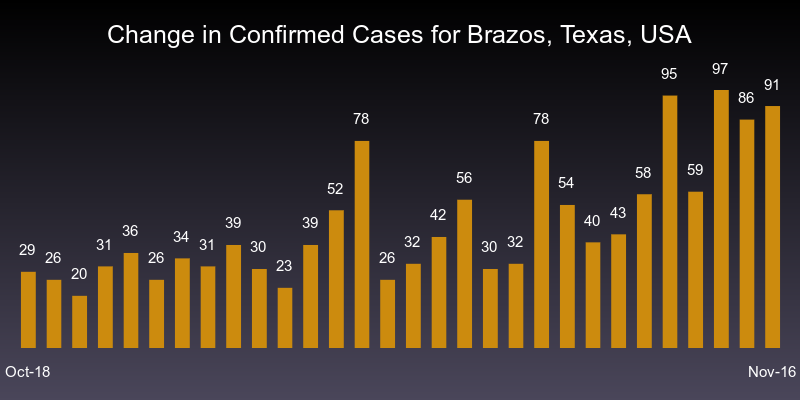 Change in Confirmed Cases for Brazos, Texas, USA
29 26 20 31 36 26 34 31 39 30 23 39 52 78 26 32 42 56 30 32 78 54 40 43 58 95 59 97 86 91
Oct-18 Nov-16